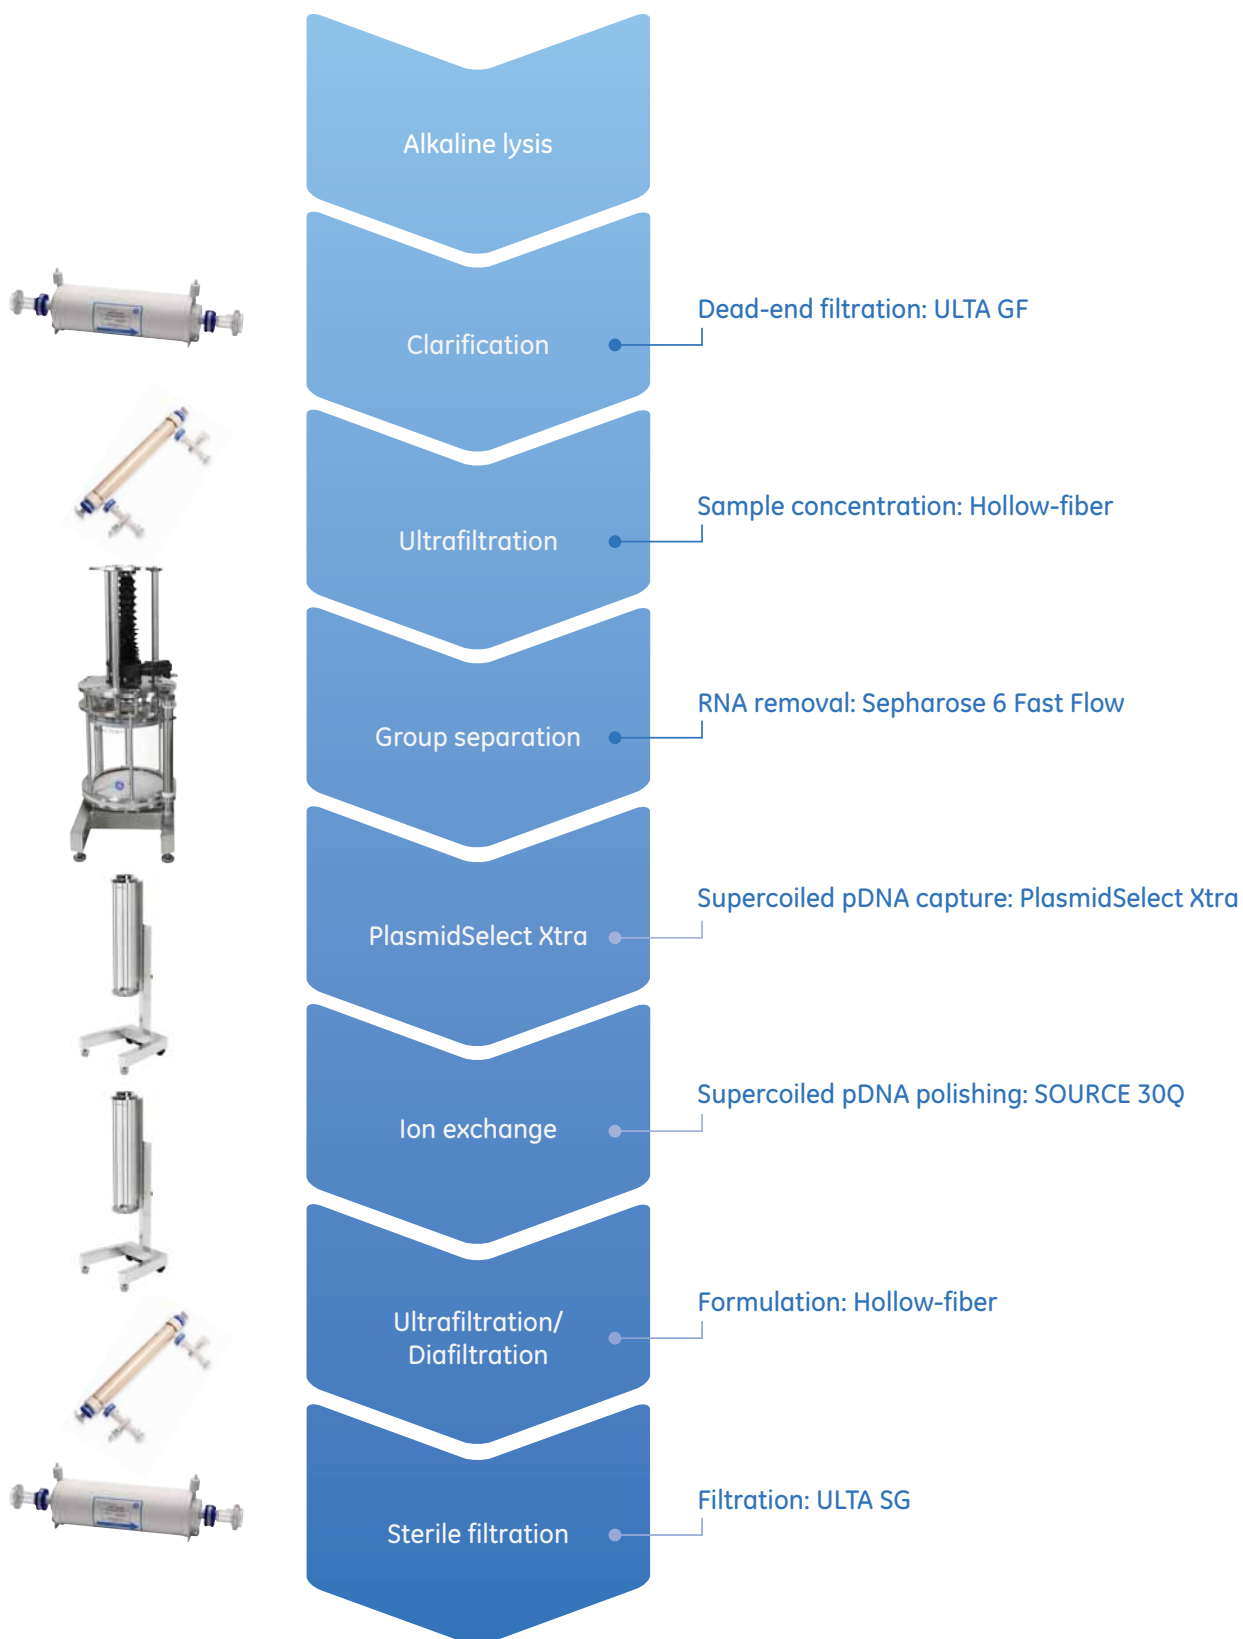 Alkaline lysis
Clarification
Dead-end filtration: ULTA GF
Ultrafiltration
Sample concentration: Hollow-fiber
Group separation
RNA removal: Sepharose 6 Fast Flow
PlasmidSelect Xtra
Supercoiled pDNA capture: PlasmidSelect Xtra
Ion exchange
Supercoiled pDNA polishing: SOURCE 30Q
Ultrafiltration/
Diafiltration
Formulation: Hollow-fiber
Sterile filtration
Filtration: ULTA SG